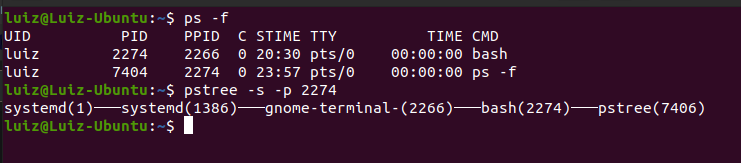 luiz@Luiz-Ubuntu:~$ ps -f
UID          PID    PPID  C STIME TTY          TIME CMD
luiz        2274    2266  0 20:30 pts/0    00:00:00 bash
luiz        7404    2274  0 23:57 pts/0    00:00:00 ps -f
luiz@Luiz-Ubuntu:~$ pstree -s -p 2274
systemd(1)───systemd(1386)───gnome-terminal-(2266)───bash(2274)───pstree(7406)
luiz@Luiz-Ubuntu:~$